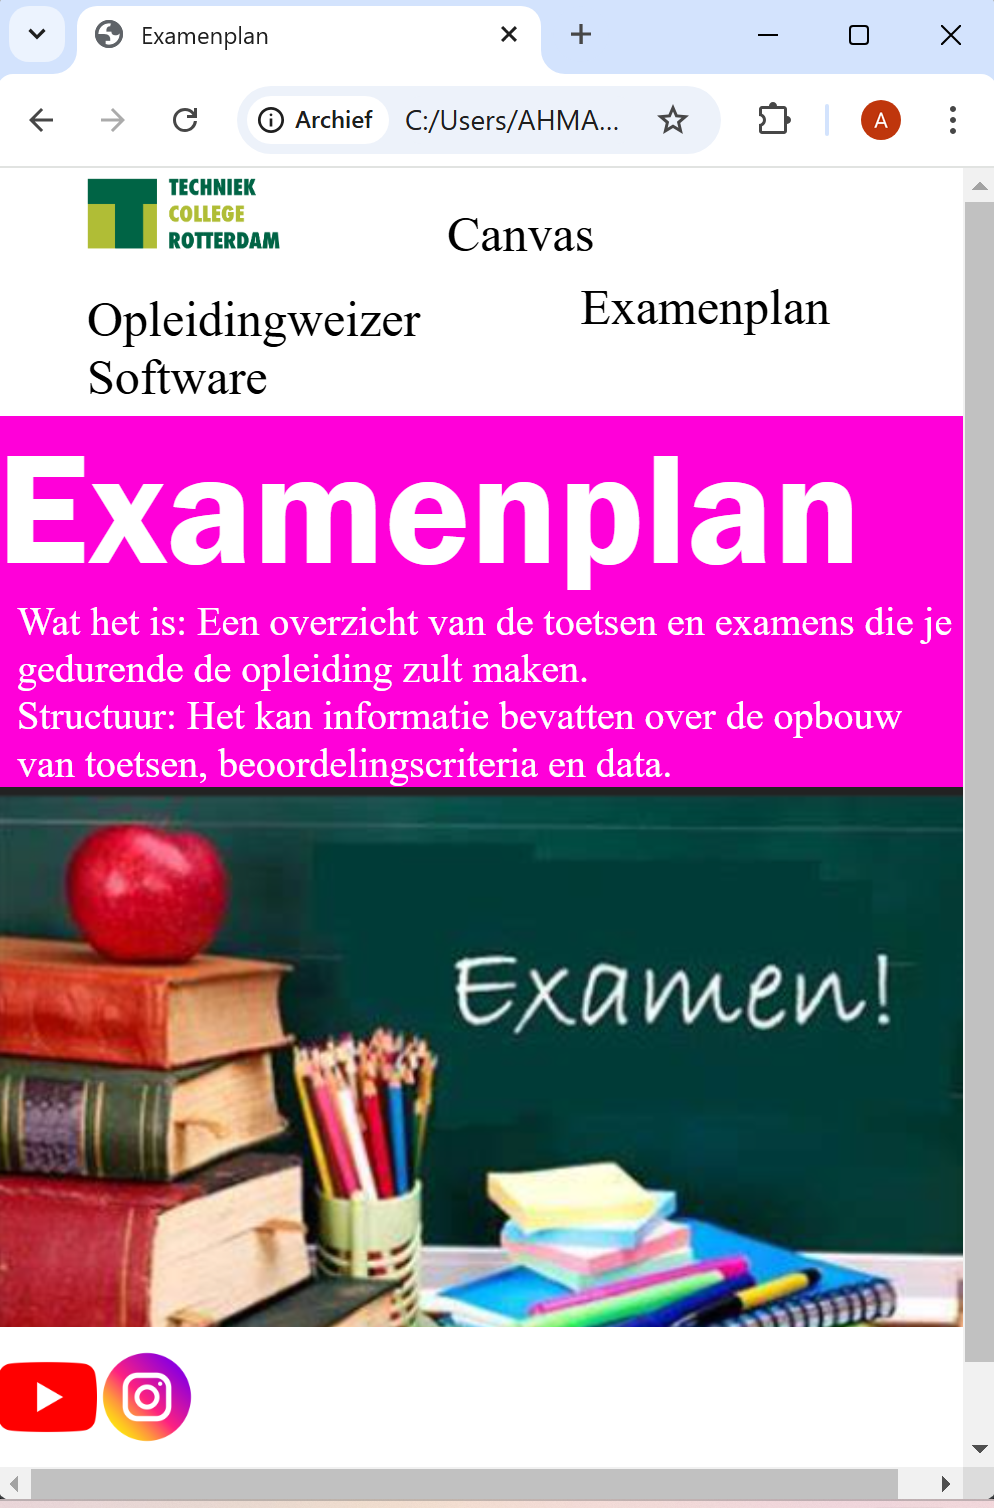 Examenplan
Archief C:/Users/AHMA...
A
TECHNIEK
COLLEGE
ROTTERDAM
Canvas
Opleidingweizer
Software
Examenplan
Examenplan
Wat het is: Een overzicht van de toetsen en examens die je
gedurende de opleiding zult maken.
Structuur: Het kan informatie bevatten over de opbouw
van toetsen, beoordelingscriteria en data.
Examen!